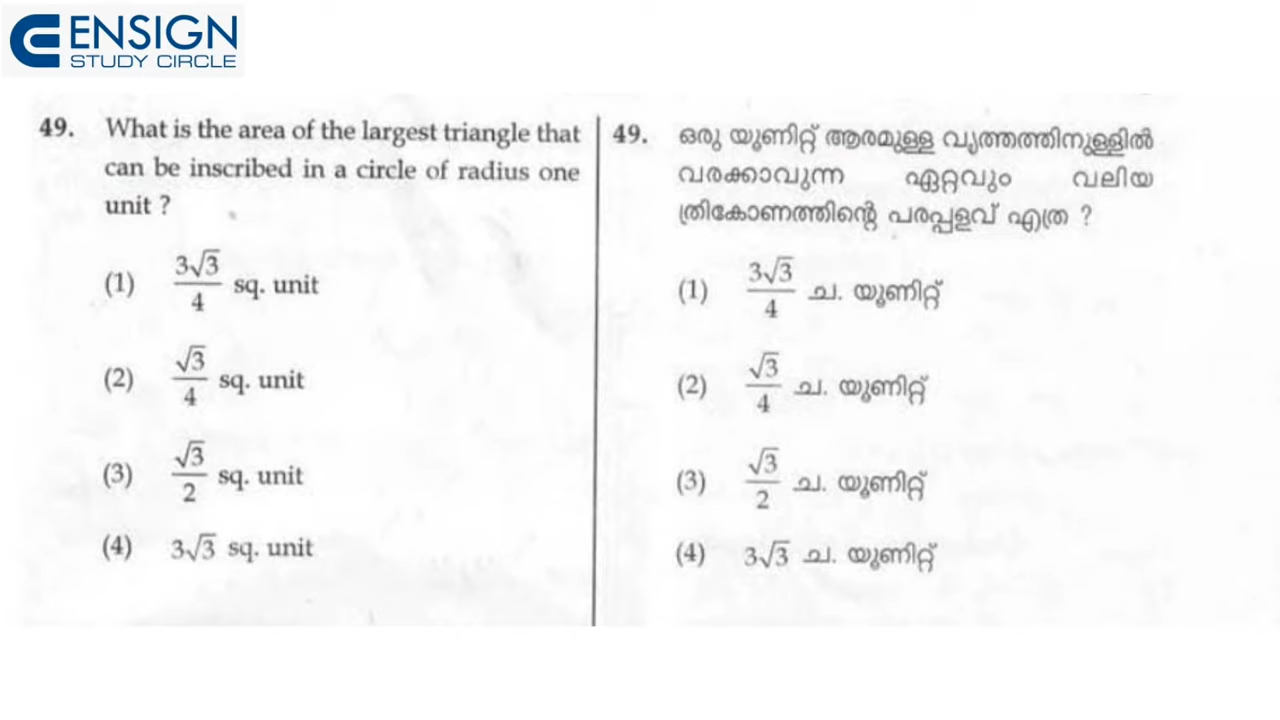 ENSIGN
STUDY CIRCLE
49. What is the area of the largest triangle that
can be inscribed in a circle of radius one
unit ?
(1) 3√3/4 sq. unit
(2) √3/4 sq. unit
(3) √3/2 sq. unit
(4) 3√3 sq. unit
49. ഒരു യൂണിറ്റ് ആരമുള്ള വൃത്തത്തിനുള്ളിൽ
വരക്കാവുന്ന ഏറ്റവും വലിയ
ത്രികോണത്തിന്റെ പരപ്പളവ് എത്ര ?
(1) 3√3/4 ച. യൂണിറ്റ്
(2) √3/4 ച. യൂണിറ്റ്
(3) √3/2 ച. യൂണിറ്റ്
(4) 3√3 ച. യൂണിറ്റ്